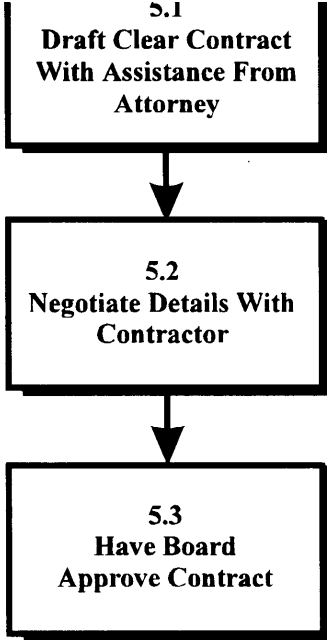 5.1
Draft Clear Contract
With Assistance From
Attorney
5.2
Negotiate Details With
Contractor
5.3
Have Board
Approve Contract